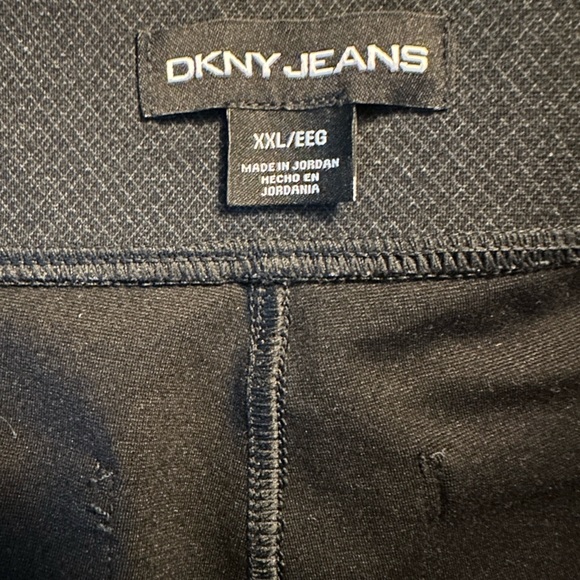 DKNY JEANS
XXL/EEG
MADE IN JORDAN
HECHO EN
JORDANIA